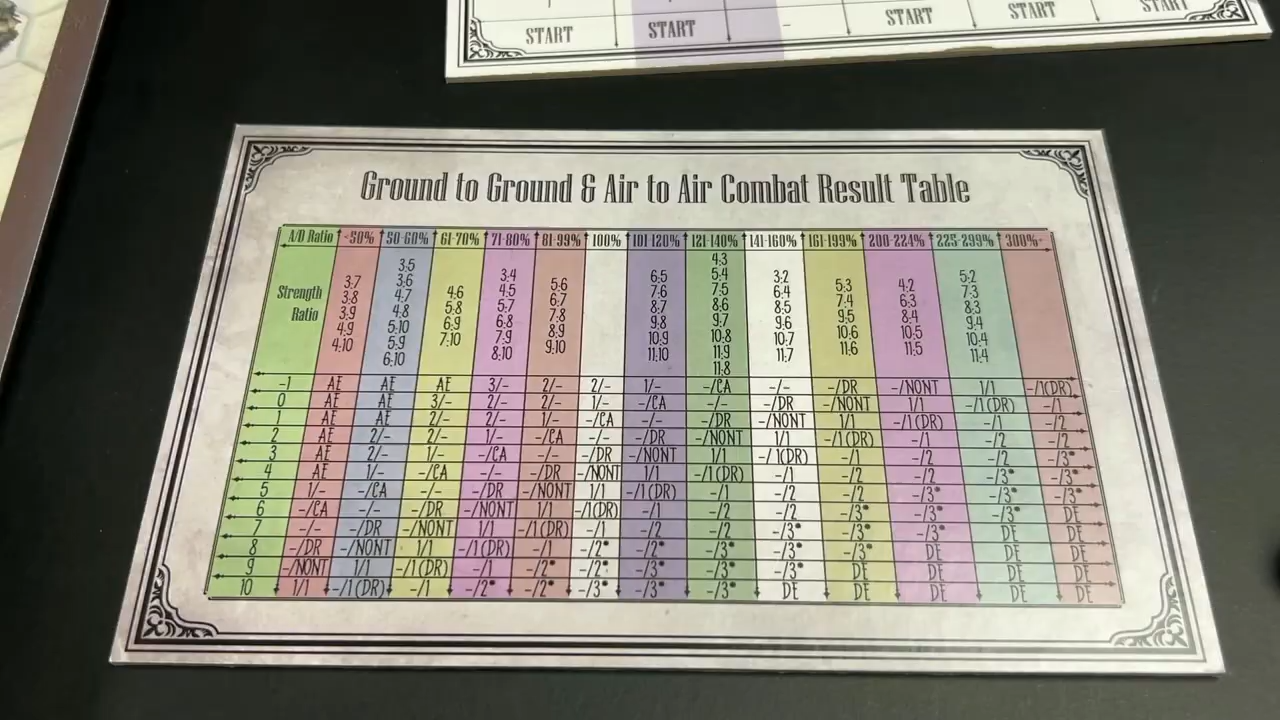 START START - START START START
Ground to Ground & Air to Air Combat Result Table
A/D Ratio <50% 50-60% 61-70% 71-80% 81-99% 100% 101-120% 121-140% 141-160% 161-199% 200-224% 225-299% 300%+
Strength Ratio
3:7 3:8 3:9 4:9 4:10
3:5 3:6 4:7 4:8 5:10 5:9 6:10
4:6 5:8 6:9 7:10
3:4 4:5 5:7 6:8 7:9 8:10
5:6 6:7 7:8 8:9 9:10
6:5 7:6 8:7 9:8 10:9 11:10
4:3 5:4 7:5 8:6 9:7 10:8 11:9 11:8
3:2 6:4 8:5 9:6 10:7 11:7
5:3 7:4 9:5 10:6 11:6
4:2 6:3 8:4 10:5 11:5
5:2 7:3 8:3 9:4 10:4 11:4
-1 AE AE AE 3/- 2/- 2/- 1/- -/CA -/- -/DR -/NONT 1/1 -/1(DR)
0 AE AE 3/- 2/- 2/- 1/- -/CA -/- -/DR -/NONT 1/1 -/1(DR) -/1
1 AE AE 2/- 2/- 1/- -/CA -/- -/DR -/NONT 1/1 -/1(DR) -/1 -/2
2 AE 2/- 2/- 1/- -/CA -/- -/DR -/NONT 1/1 -/1(DR) -/1 -/2 -/2
3 AE 2/- 1/- -/CA -/- -/DR -/NONT 1/1 -/1(DR) -/1 -/2 -/2 -/3*
4 AE 1/- -/CA -/- -/DR -/NONT 1/1 -/1(DR) -/1 -/2 -/2 -/3* -/3*
5 1/- -/CA -/- -/DR -/NONT 1/1 -/1(DR) -/1 -/2 -/2 -/3* -/3* -/3*
6 -/CA -/- -/DR -/NONT 1/1 -/1(DR) -/1 -/2 -/2 -/3* -/3* -/3* DE
7 -/- -/DR -/NONT 1/1 -/1(DR) -/1 -/2 -/2 -/3* -/3* -/3* DE DE
8 -/DR -/NONT 1/1 -/1(DR) -/1 -/2* -/2* -/3* -/3* -/3* DE DE DE
9 -/NONT 1/1 -/1(DR) -/1 -/2* -/2* -/3* -/3* -/3* DE DE DE DE
10 1/1 -/1(DR) -/1 -/2* -/2* -/3* -/3* -/3* DE DE DE DE DE